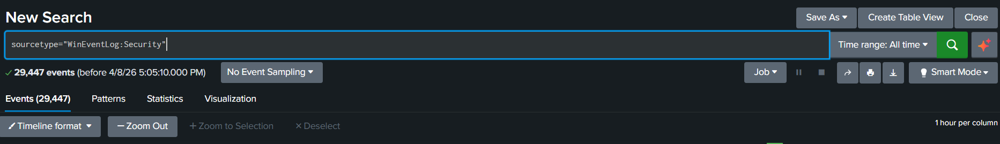 New Search
Save As
Create Table View
Close
sourcetype="WinEventLog:Security"
Time range: All time
29,447 events (before 4/8/26 5:05:10.000 PM)
No Event Sampling
Job
Smart Mode
Events (29,447)
Patterns
Statistics
Visualization
Timeline format
— Zoom Out
+ Zoom to Selection
× Deselect
1 hour per column